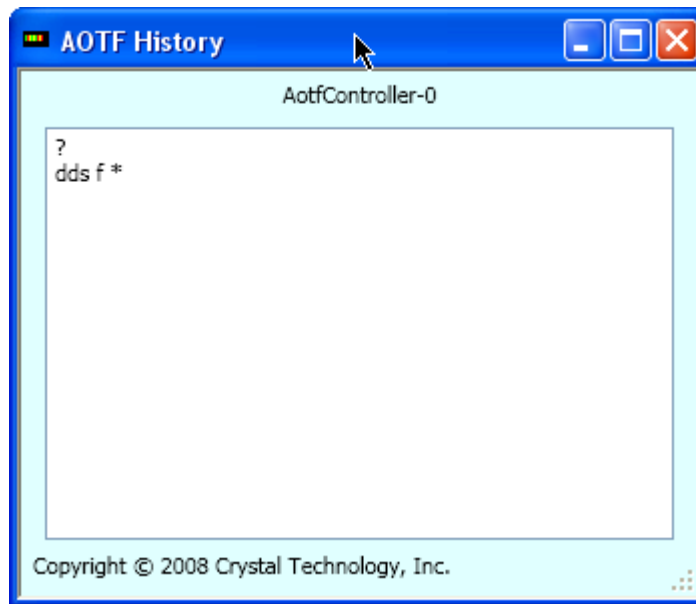 AOTF History
AotfController-0
?
dds f *
Copyright © 2008 Crystal Technology, Inc.